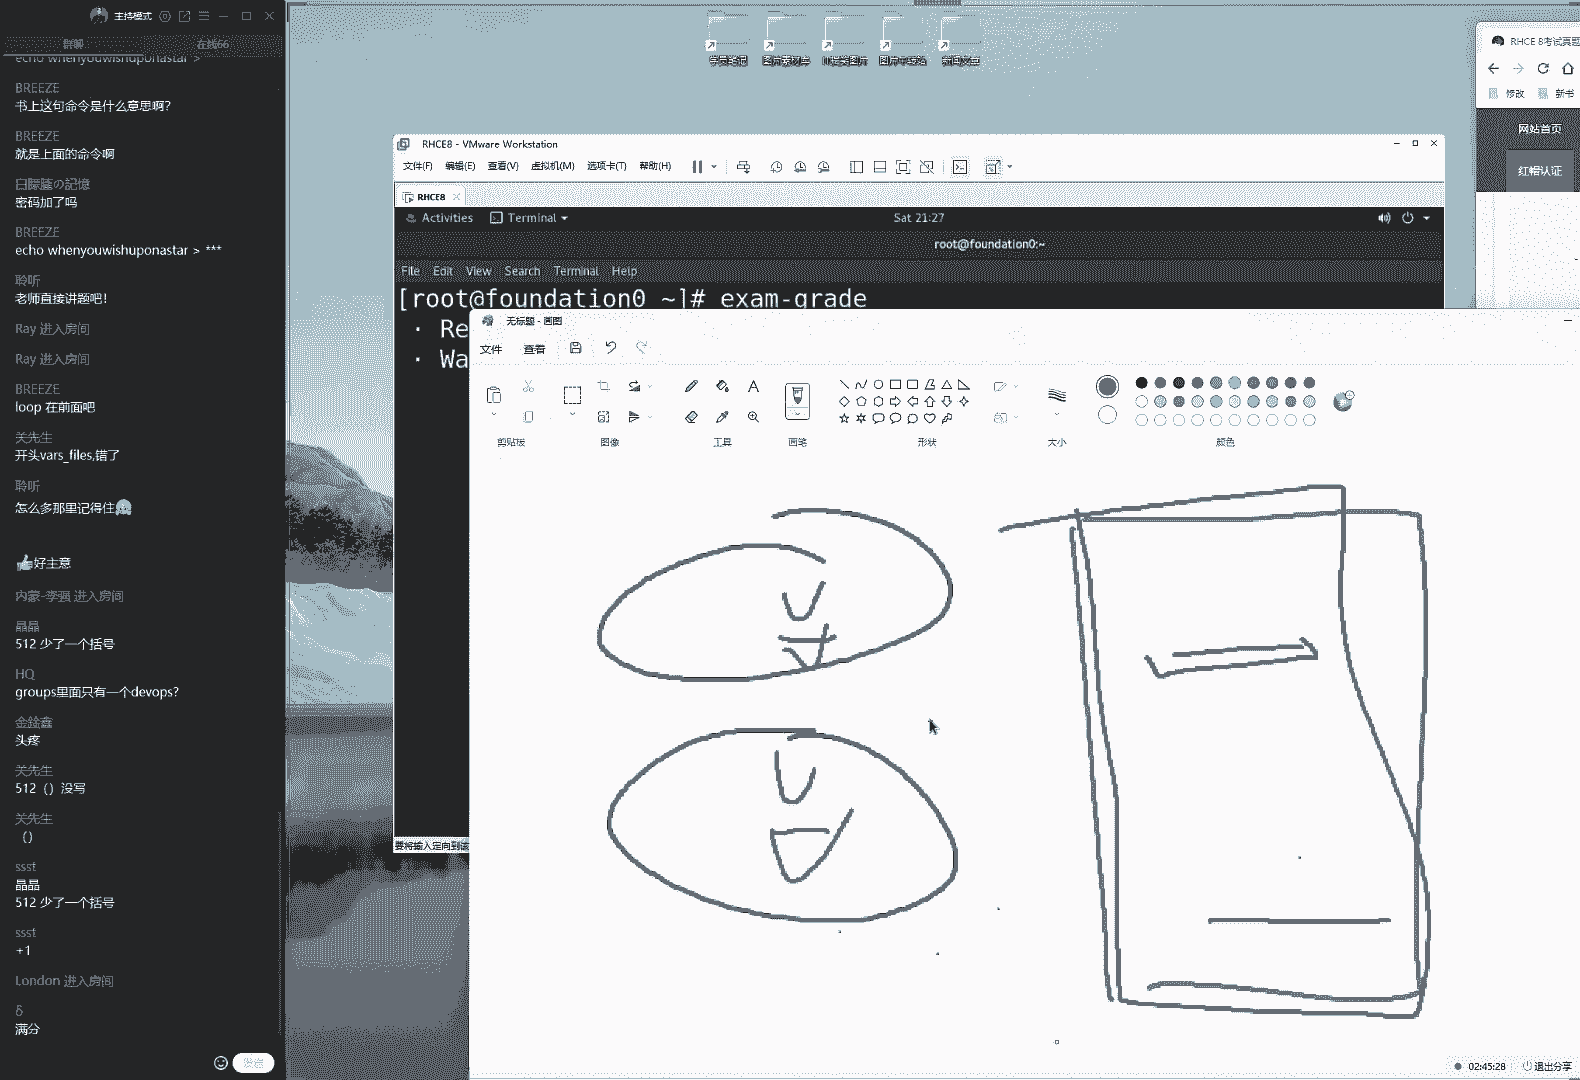 主持模式
群聊
在线66
echo whenyouwishuponastar >
BREEZE
书上这句命令是什么意思啊?
BREEZE
就是上面的命令啊
密码加了吗
BREEZE
echo whenyouwishuponastar > ***
聆听
老师直接讲题吧!
Ray 进入房间
Ray 进入房间
BREEZE
loop 在前面吧
关先生
开头vars_files,错了
聆听
怎么多那里记得住
好主意
内蒙-李强 进入房间
晶晶
512 少了一个括号
HQ
groups里面只有一个devops?
金鍂鑫
头疼
关先生
512（）没写
关先生
（）
ssst
晶晶
512 少了一个括号
ssst
+1
London 进入房间
δ
满分
发送
RHCE8 - VMware Workstation
文件(F) 编辑(E) 查看(V) 虚拟机(M) 选项卡(T) 帮助(H)
RHCE8
Activities Terminal Sat 21:27
root@foundation0:~
File Edit View Search Terminal Help
[root@foundation0 ~]# exam-grade
· Re
· Wa
要将输入定向到该
无标题 - 画图
文件 查看
剪贴板 图像 工具 画笔 形状 大小 颜色
RHCE 8考试真题
修改 新书
网站首页
红帽认证
02:45:28 退出分享